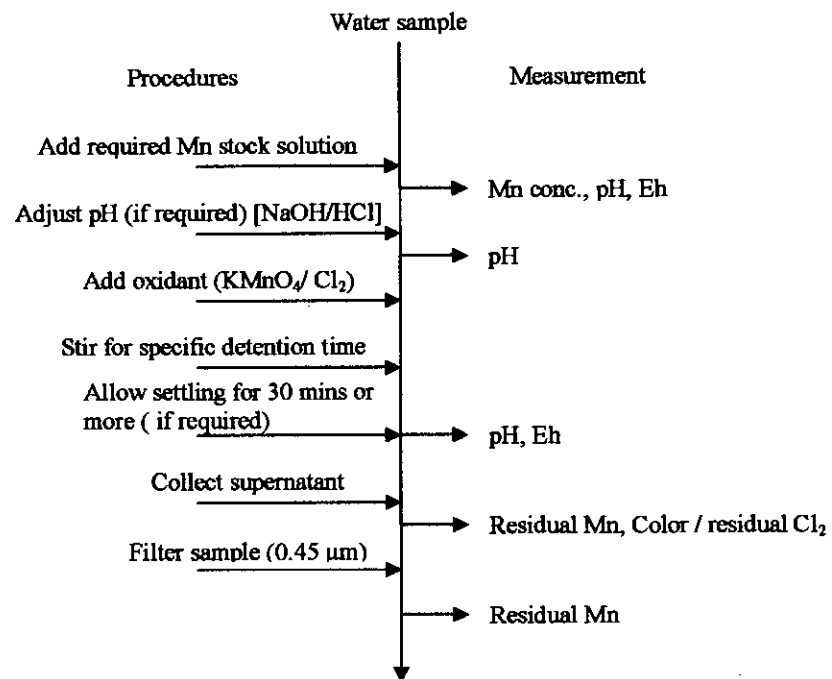 Water sample
Procedures
Measurement
Add required Mn stock solution
Mn conc., pH, Eh
Adjust pH (if required) [NaOH/HCl]
pH
Add oxidant (KMnO₄/ Cl₂)
Stir for specific detention time
Allow settling for 30 mins or
more ( if required)
pH, Eh
Collect supernatant
Residual Mn, Color / residual Cl₂
Filter sample (0.45 μm)
Residual Mn